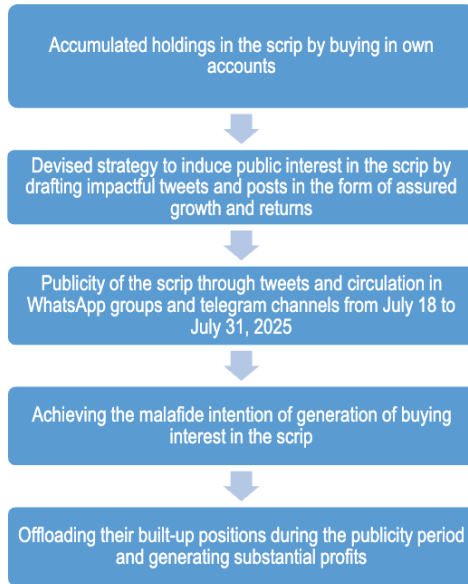 Accumulated holdings in the scrip by buying in own
accounts
Devised strategy to induce public interest in the scrip by
drafting impactful tweets and posts in the form of assured
growth and returns
Publicity of the scrip through tweets and circulation in
WhatsApp groups and telegram channels from July 18 to
July 31, 2025
Achieving the malafide intention of generation of buying
interest in the scrip
Offloading their built-up positions during the publicity period
and generating substantial profits